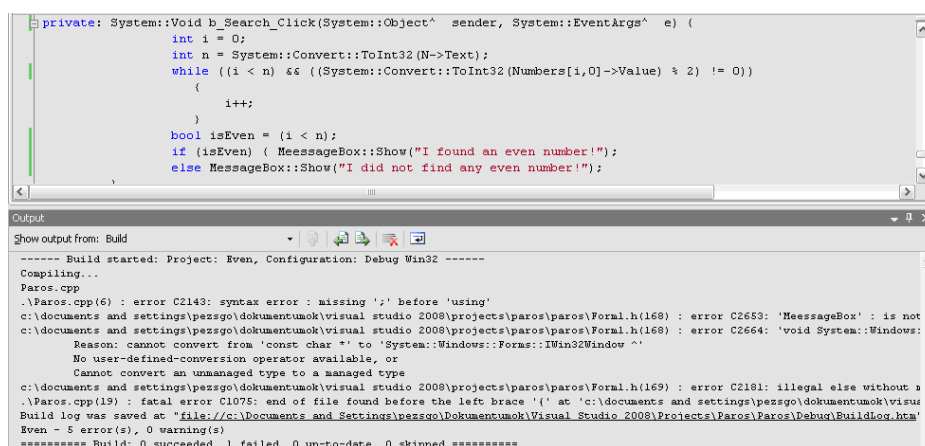 private: System::Void b_Search_Click(System::Object^  sender, System::EventArgs^  e) {
int i = 0;
int n = System::Convert::ToInt32(N->Text);
while ((i < n) && ((System::Convert::ToInt32(Numbers[i,0]->Value) % 2) != 0))
{
i++;
}
bool isEven = (i < n);
if (isEven) { MeessageBox::Show("I found an even number!");
else MessageBox::Show("I did not find any even number!");
}
Output
Show output from: Build
------ Build started: Project: Even, Configuration: Debug Win32 ------
Compiling...
Paros.cpp
.\Paros.cpp(6) : error C2143: syntax error : missing ';' before 'using'
c:\documents and settings\pezsgo\dokumentumok\visual studio 2008\projects\paros\paros\Form1.h(168) : error C2653: 'MeessageBox' : is not
c:\documents and settings\pezsgo\dokumentumok\visual studio 2008\projects\paros\paros\Form1.h(168) : error C2664: 'void System::Windows:
Reason: cannot convert from 'const char *' to 'System::Windows::Forms::IWin32Window ^'
No user-defined-conversion operator available, or
Cannot convert an unmanaged type to a managed type
c:\documents and settings\pezsgo\dokumentumok\visual studio 2008\projects\paros\paros\Form1.h(169) : error C2181: illegal else without
.\Paros.cpp(19) : fatal error C1075: end of file found before the left brace '{' at 'c:\documents and settings\pezsgo\dokumentumok\visua
Build log was saved at "file://c:\Documents and Settings\pezsgo\Dokumentumok\Visual Studio 2008\Projects\Paros\Paros\Debug\BuildLog.htm"
Even - 5 error(s), 0 warning(s)
========== Build: 0 succeeded, 1 failed, 0 up-to-date, 0 skipped ==========